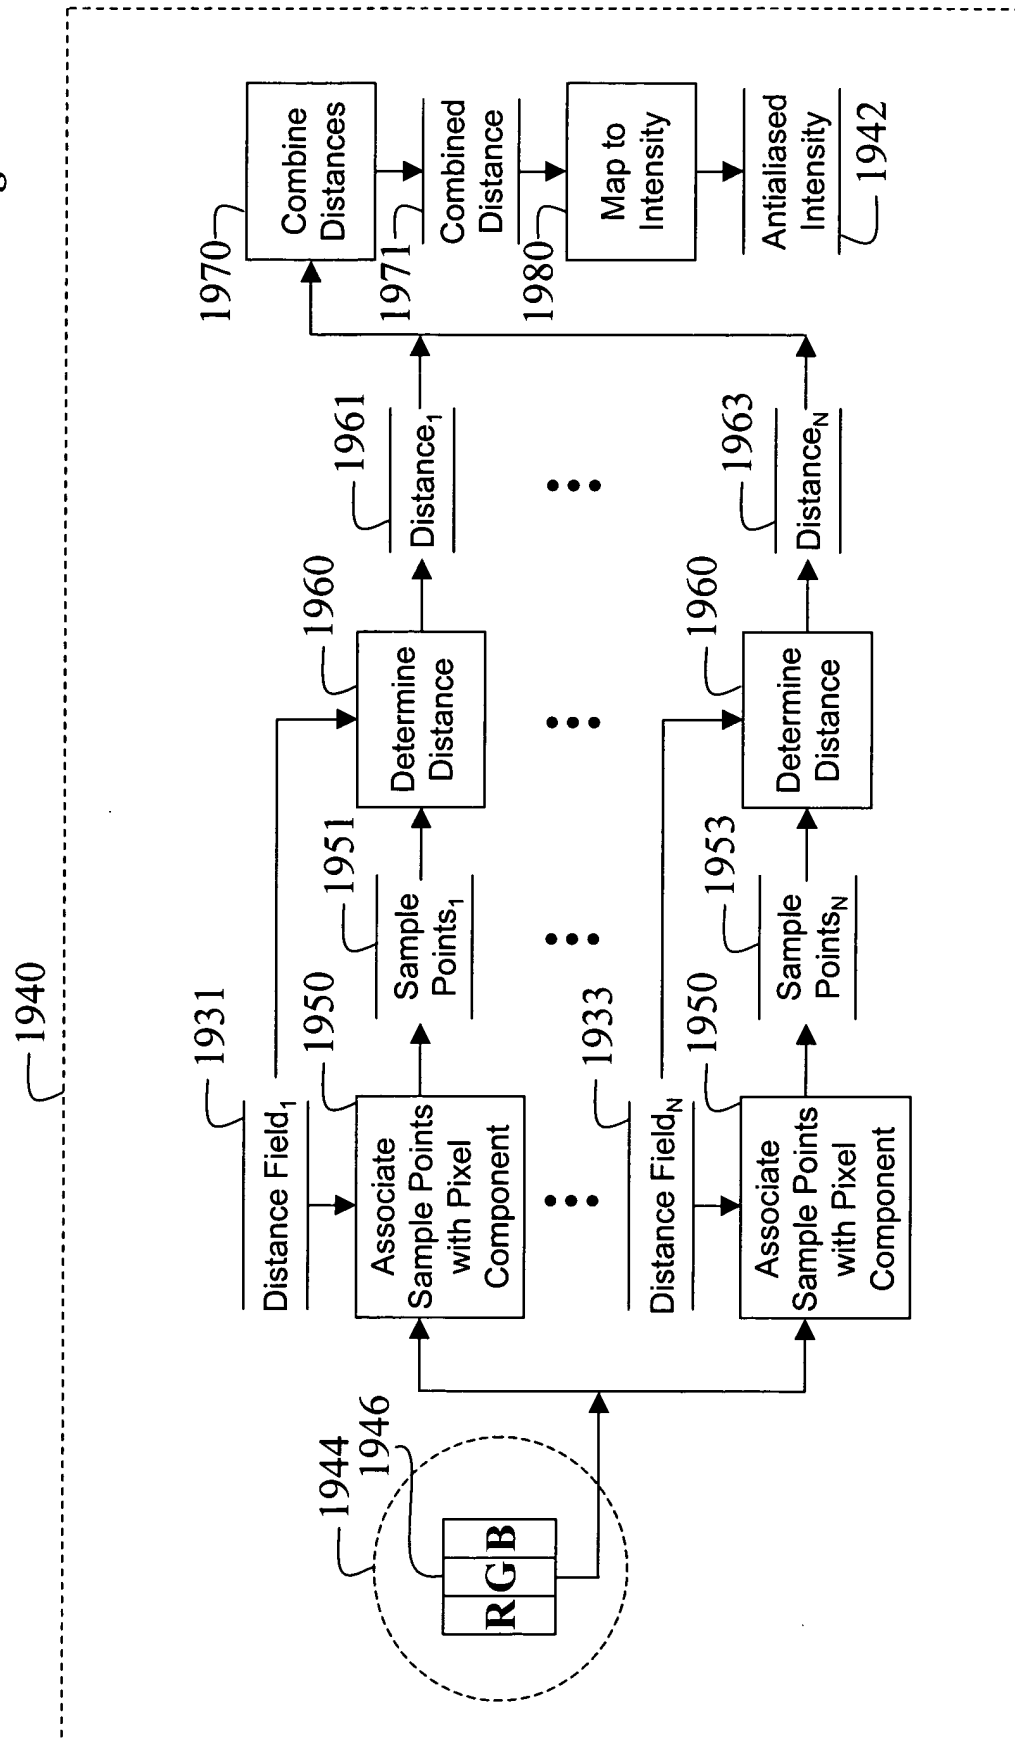 1940
1944
1946
R G B
1931
Distance Field1
1950
Associate
Sample Points
with Pixel
Component
1951
Sample
Points1
1960
Determine
Distance
1961
Distance1
1933
Distance FieldN
1950
Associate
Sample Points
with Pixel
Component
1953
Sample
PointsN
1960
Determine
Distance
1963
DistanceN
1970
Combine
Distances
1971
Combined
Distance
1980
Map to
Intensity
Antialiased
Intensity
1942